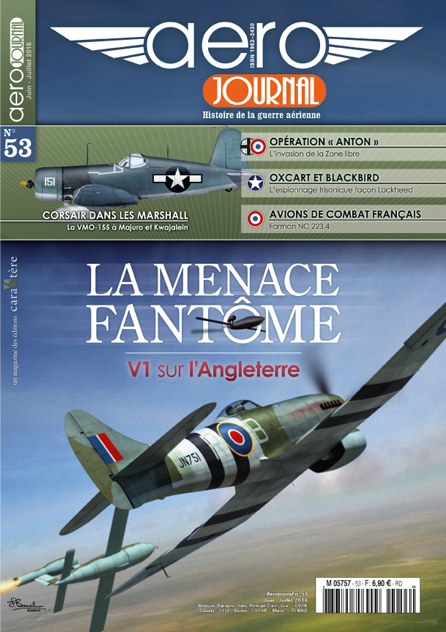 aero
JOURNAL
Juin - Juillet 2016
aero
ISSN 1962-2430
JOURNAL
Histoire de la guerre aérienne
N°
53
151
OPÉRATION « ANTON »
L'invasion de la Zone libre
OXCART ET BLACKBIRD
L'espionnage trisonique façon Lockheed
AVIONS DE COMBAT FRANÇAIS
Farman NC 223.4
CORSAIR DANS LES MARSHALL
La VMO-155 à Majuro et Kwajalein
un magazine des éditions caraktère
LA MENACE
FANTÔME
V1 sur l'Angleterre
JN751
M 05757 - 53 - F: 6,90 € - RD
Aérojournal n°53
Juin - Juillet 2016